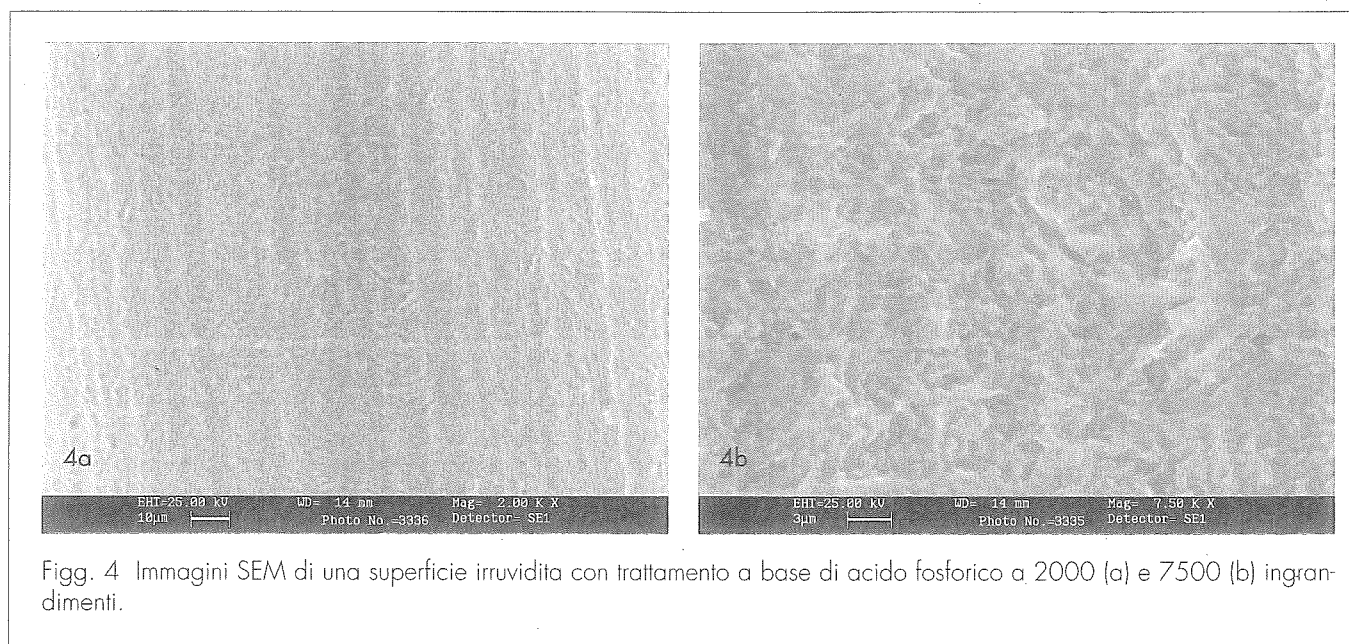 4a
EHT=25.00 kV WD= 14 mm Mag= 2.00 K X
10µm Photo No.=3336 Detector= SE1
4b
EHT=25.00 kV WD= 14 mm Mag= 7.50 K X
3µm Photo No.=3335 Detector= SE1
Figg. 4 Immagini SEM di una superficie irruvidita con trattamento a base di acido fosforico a 2000 (a) e 7500 (b) ingran-
dimenti.